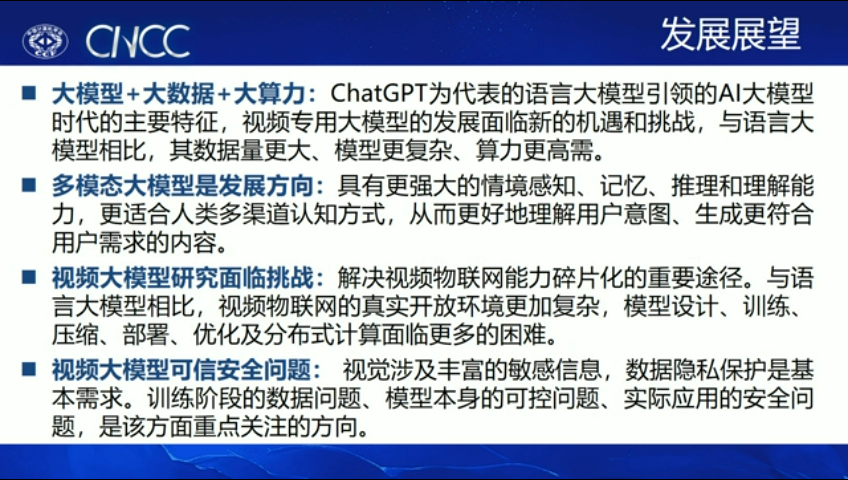 CNCC
发展展望
大模型+大数据+大算力：ChatGPT为代表的语言大模型引领的AI大模型
时代的主要特征，视频专用大模型的发展面临新的机遇和挑战，与语言大
模型相比，其数据量更大、模型更复杂、算力更高需。
多模态大模型是发展方向：具有更强大的情境感知、记忆、推理和理解能
力，更适合人类多渠道认知方式，从而更好地理解用户意图、生成更符合
用户需求的内容。
视频大模型研究面临挑战：解决视频物联网能力碎片化的重要途径。与语
言大模型相比，视频物联网的真实开放环境更加复杂，模型设计、训练、
压缩、部署、优化及分布式计算面临更多的困难。
视频大模型可信安全问题： 视觉涉及丰富的敏感信息，数据隐私保护是基
本需求。训练阶段的数据问题、模型本身的可控问题、实际应用的安全问
题，是该方面重点关注的方向。